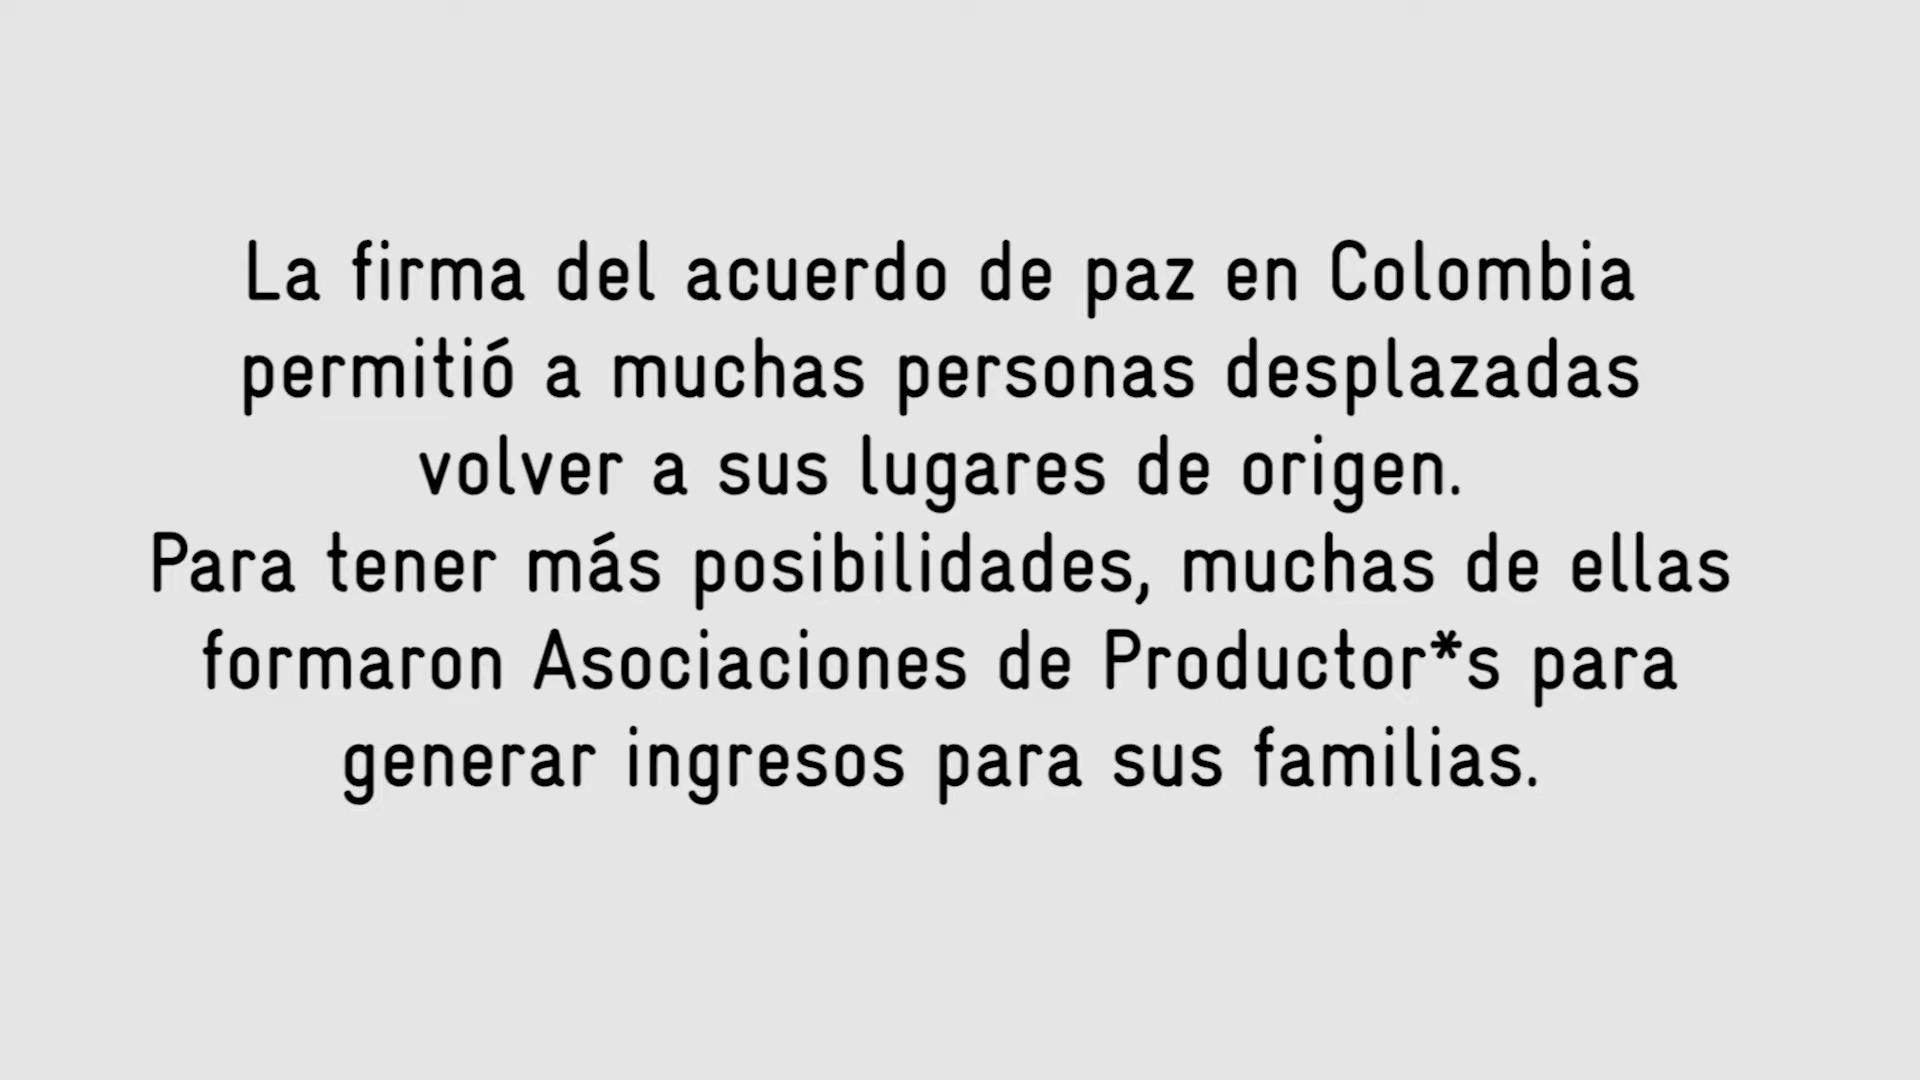 La firma del acuerdo de paz en Colombia
permitió a muchas personas desplazadas
volver a sus lugares de origen.
Para tener más posibilidades, muchas de ellas
formaron Asociaciones de Productor*s para
generar ingresos para sus familias.